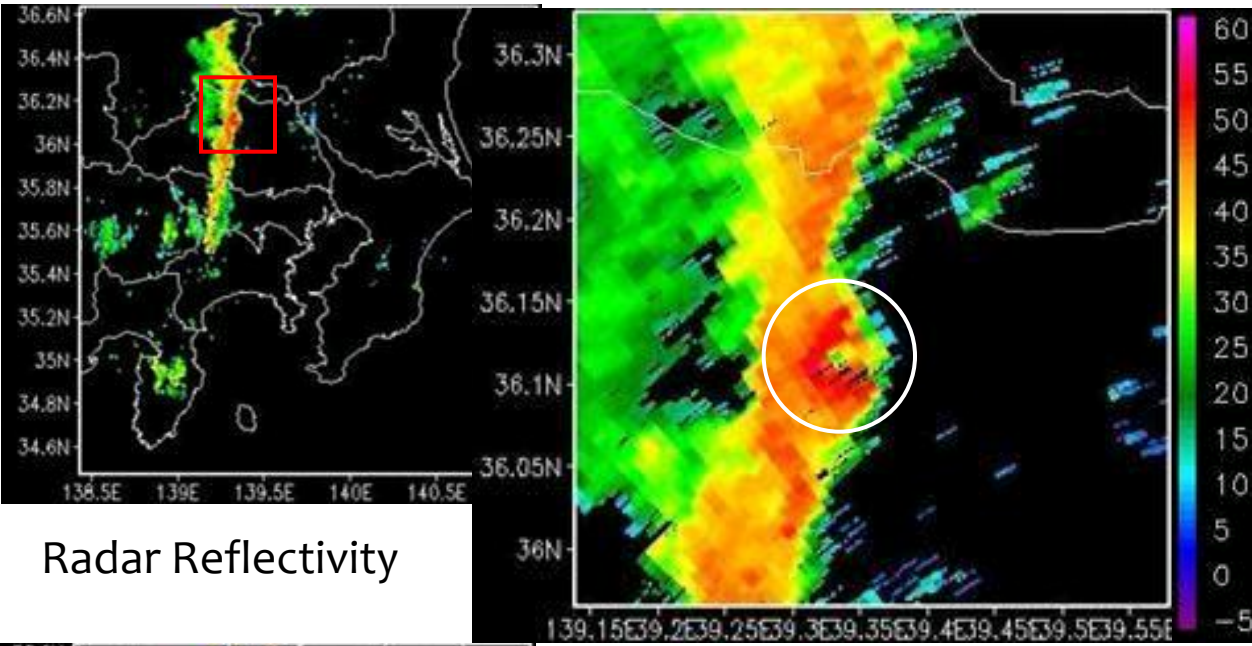 36.6N
36.4N
36.2N
36N
35.8N
35.6N
35.4N
35.2N
35N
34.8N
34.6N
138.5E 139E 139.5E 140E 140.5E
Radar Reflectivity
36.3N
36.25N
36.2N
36.15N
36.1N
36.05N
36N
139.15E39.2E39.25E39.3E39.35E39.4E39.45E39.5E39.55E
60
55
50
45
40
35
30
25
20
15
10
5
0
-5